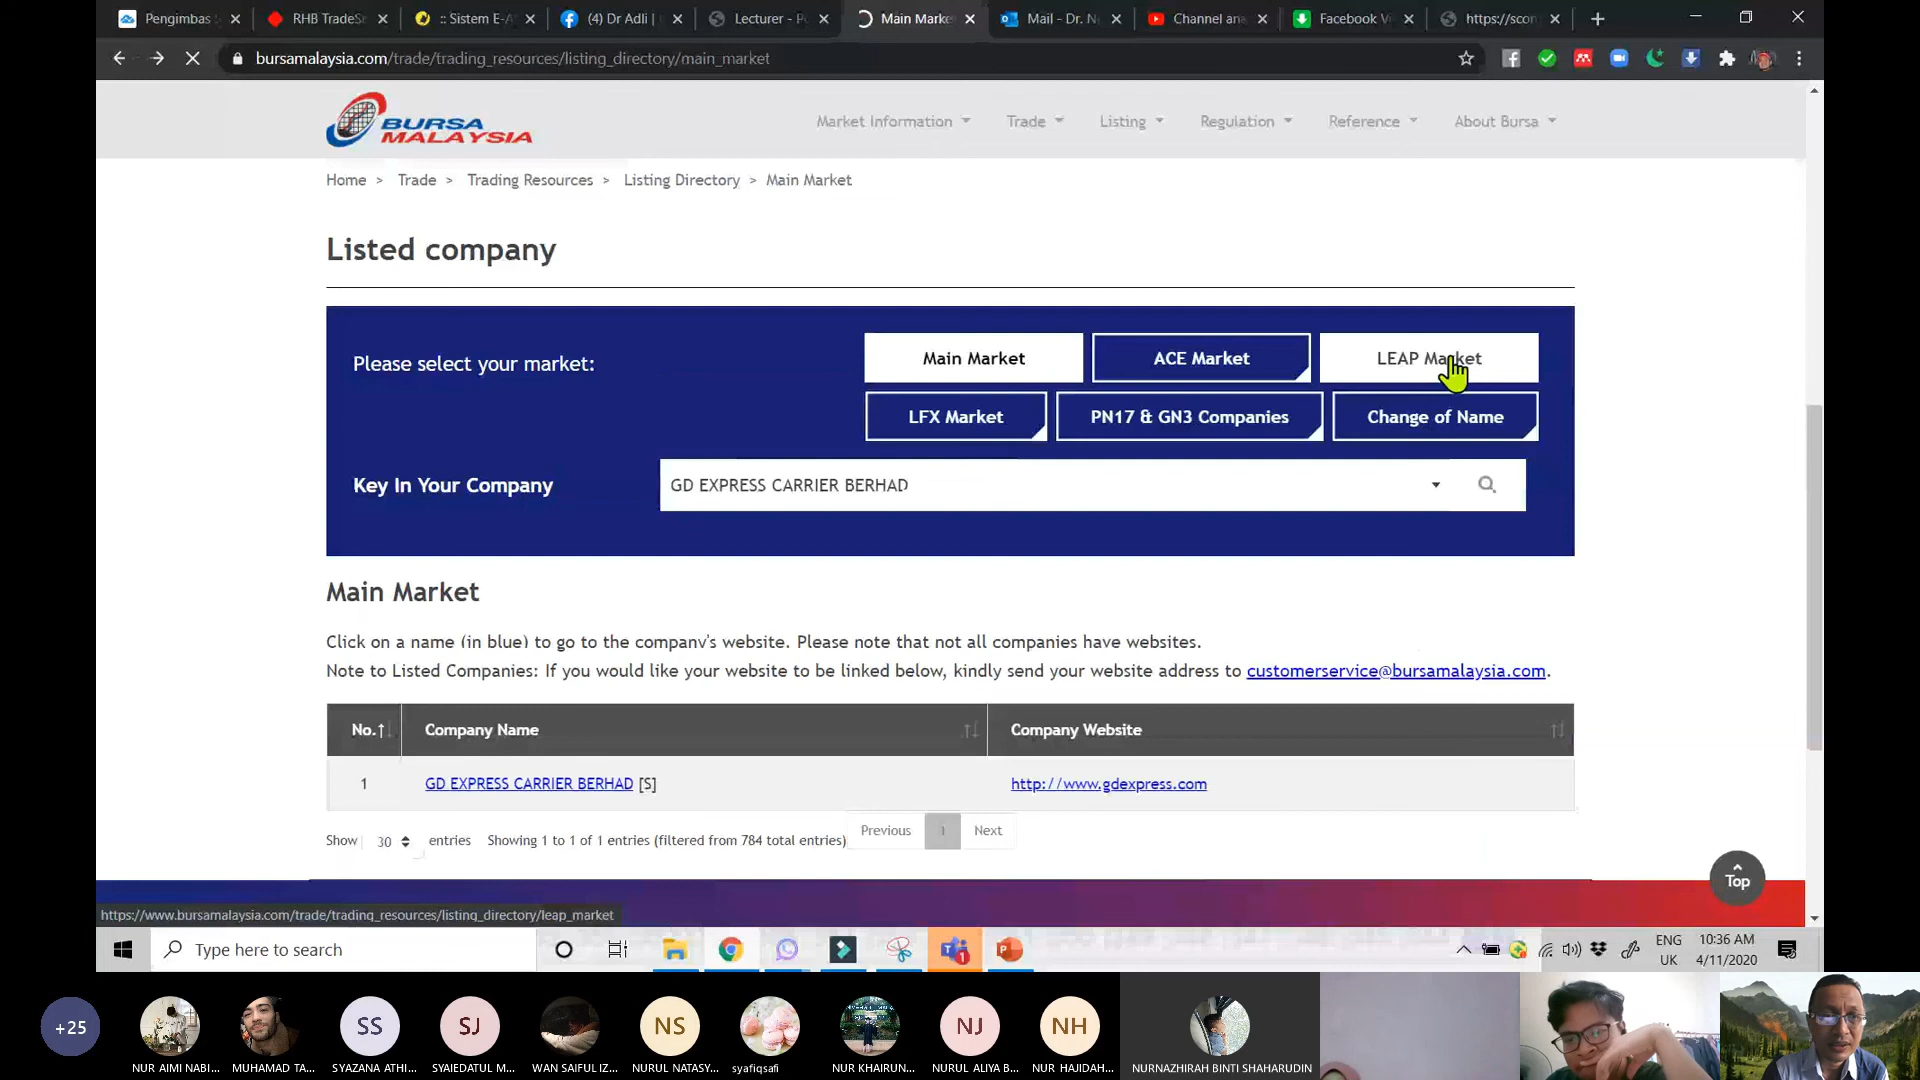 Pengimbas S
RHB TradeS
:: Sistem E-A
(4) Dr Adli |
Lecturer - P
Main Marke
Mail - Dr. N
Channel ana
Facebook Vi
https://scon
bursamalaysia.com/trade/trading_resources/listing_directory/main_market
BURSA
MALAYSIA
Market Information
Trade
Listing
Regulation
Reference
About Bursa
Home > Trade > Trading Resources > Listing Directory > Main Market
Listed company
Please select your market:
Main Market
ACE Market
LEAP Market
LFX Market
PN17 & GN3 Companies
Change of Name
Key In Your Company
GD EXPRESS CARRIER BERHAD
Main Market
Click on a name (in blue) to go to the company's website. Please note that not all companies have websites.
Note to Listed Companies: If you would like your website to be linked below, kindly send your website address to customerservice@bursamalaysia.com.
No. Company Name Company Website
1 GD EXPRESS CARRIER BERHAD [S] http://www.gdexpress.com
Show 30 entries Showing 1 to 1 of 1 entries (filtered from 784 total entries)
Previous 1 Next
Top
https://www.bursamalaysia.com/trade/trading_resources/listing_directory/leap_market
Type here to search
1
ENG
UK
10:36 AM
4/11/2020
+25
SS
SJ
NS
NJ
NH
NUR AIMI NABI...
MUHAMAD TA...
SYAZANA ATHI...
SYAIEDATUL M...
WAN SAIFUL IZ...
NURUL NATASY...
syafiqsafi
NUR KHAIRUN...
NURUL ALIYA B...
NUR HAJIDAH...
NURNAZHIRAH BINTI SHAHARUDIN